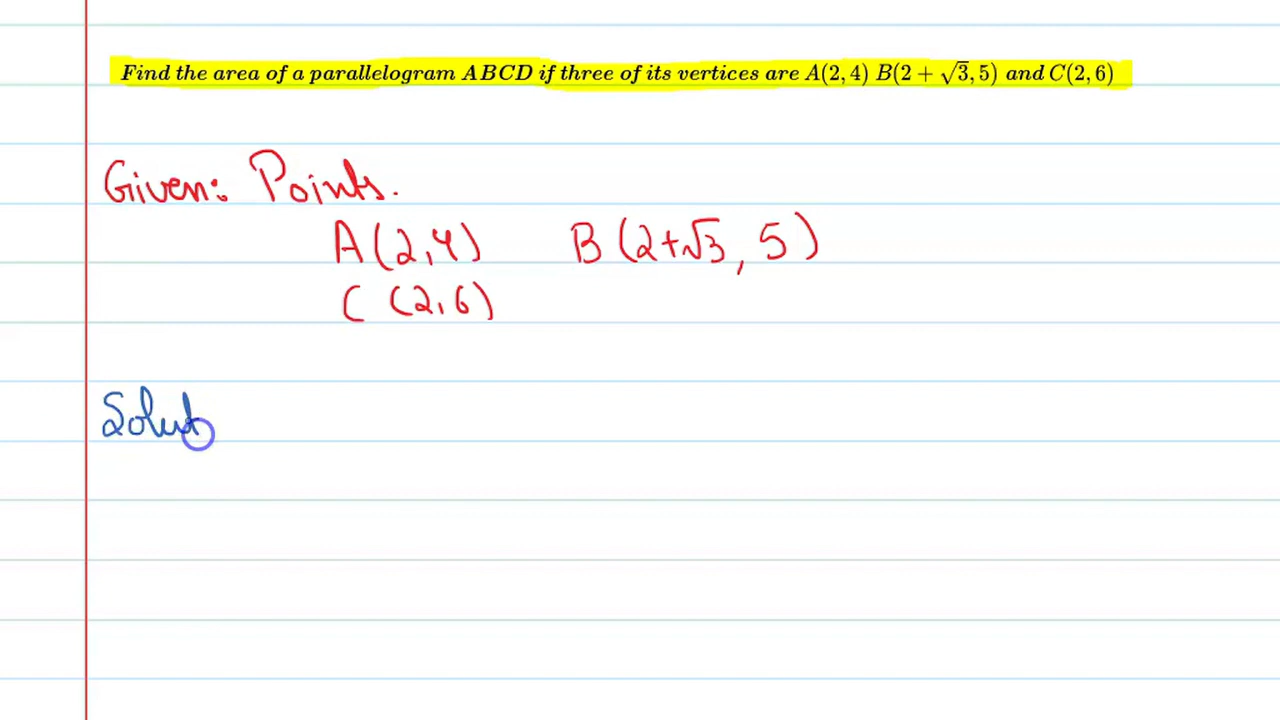 Find the area of a parallelogram ABCD if three of its vertices are A(2, 4) B(2 + √3, 5) and C(2, 6)
Given: Points.
A(2,4) B(2+√3, 5)
C (2,6)
Solut